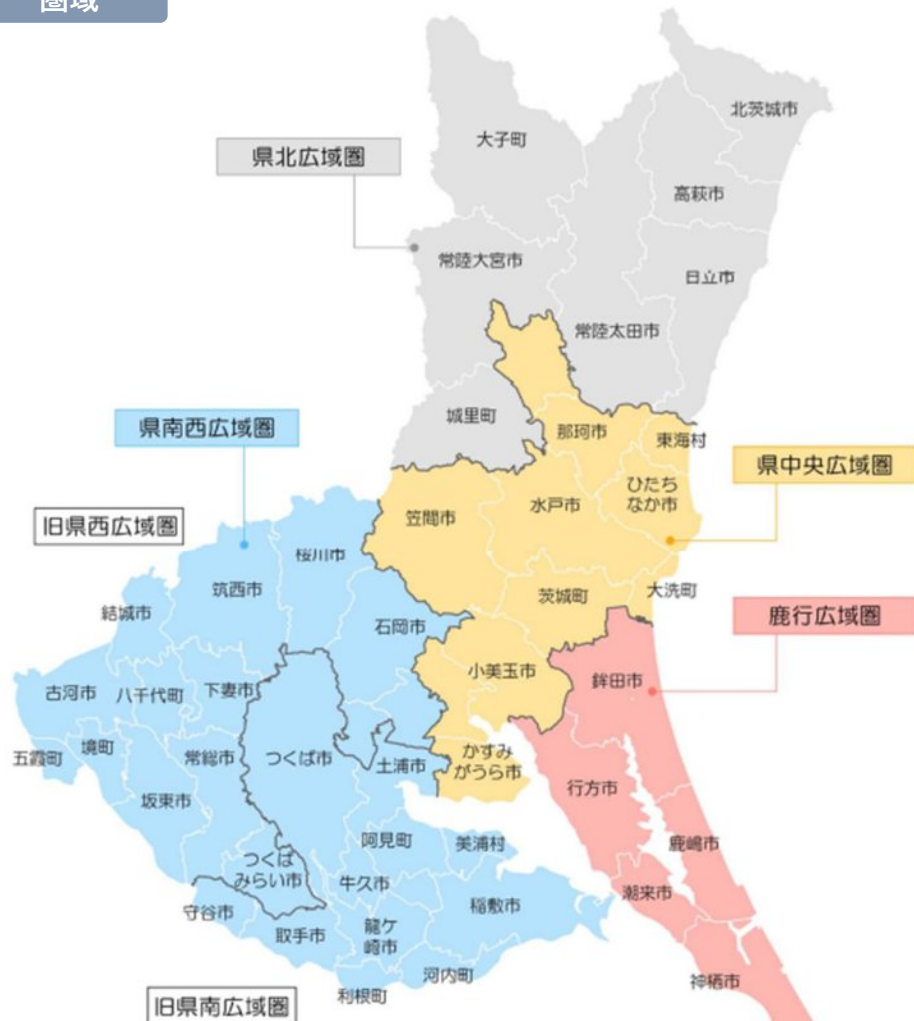 圏域
北茨城市
大子町
県北広域圏
高萩市
常陸大宮市
日立市
常陸太田市
城里町
県南西広域圏
那珂市
東海村
県中央広域圏
ひたち
なか市
水戸市
笠間市
旧県西広域圏
桜川市
筑西市
茨城町
大洗町
結城市
鹿行広域圏
石岡市
小美玉市
鉾田市
古河市
八千代町
下妻市
五霞町
境町
常総市
つくば市
土浦市
かすみ
がうら市
行方市
坂東市
阿見町
美浦村
鹿嶋市
つくば
みらい市
牛久市
潮来市
守谷市
稲敷市
取手市
龍ケ
崎市
河内町
神栖市
利根町
旧県南広域圏